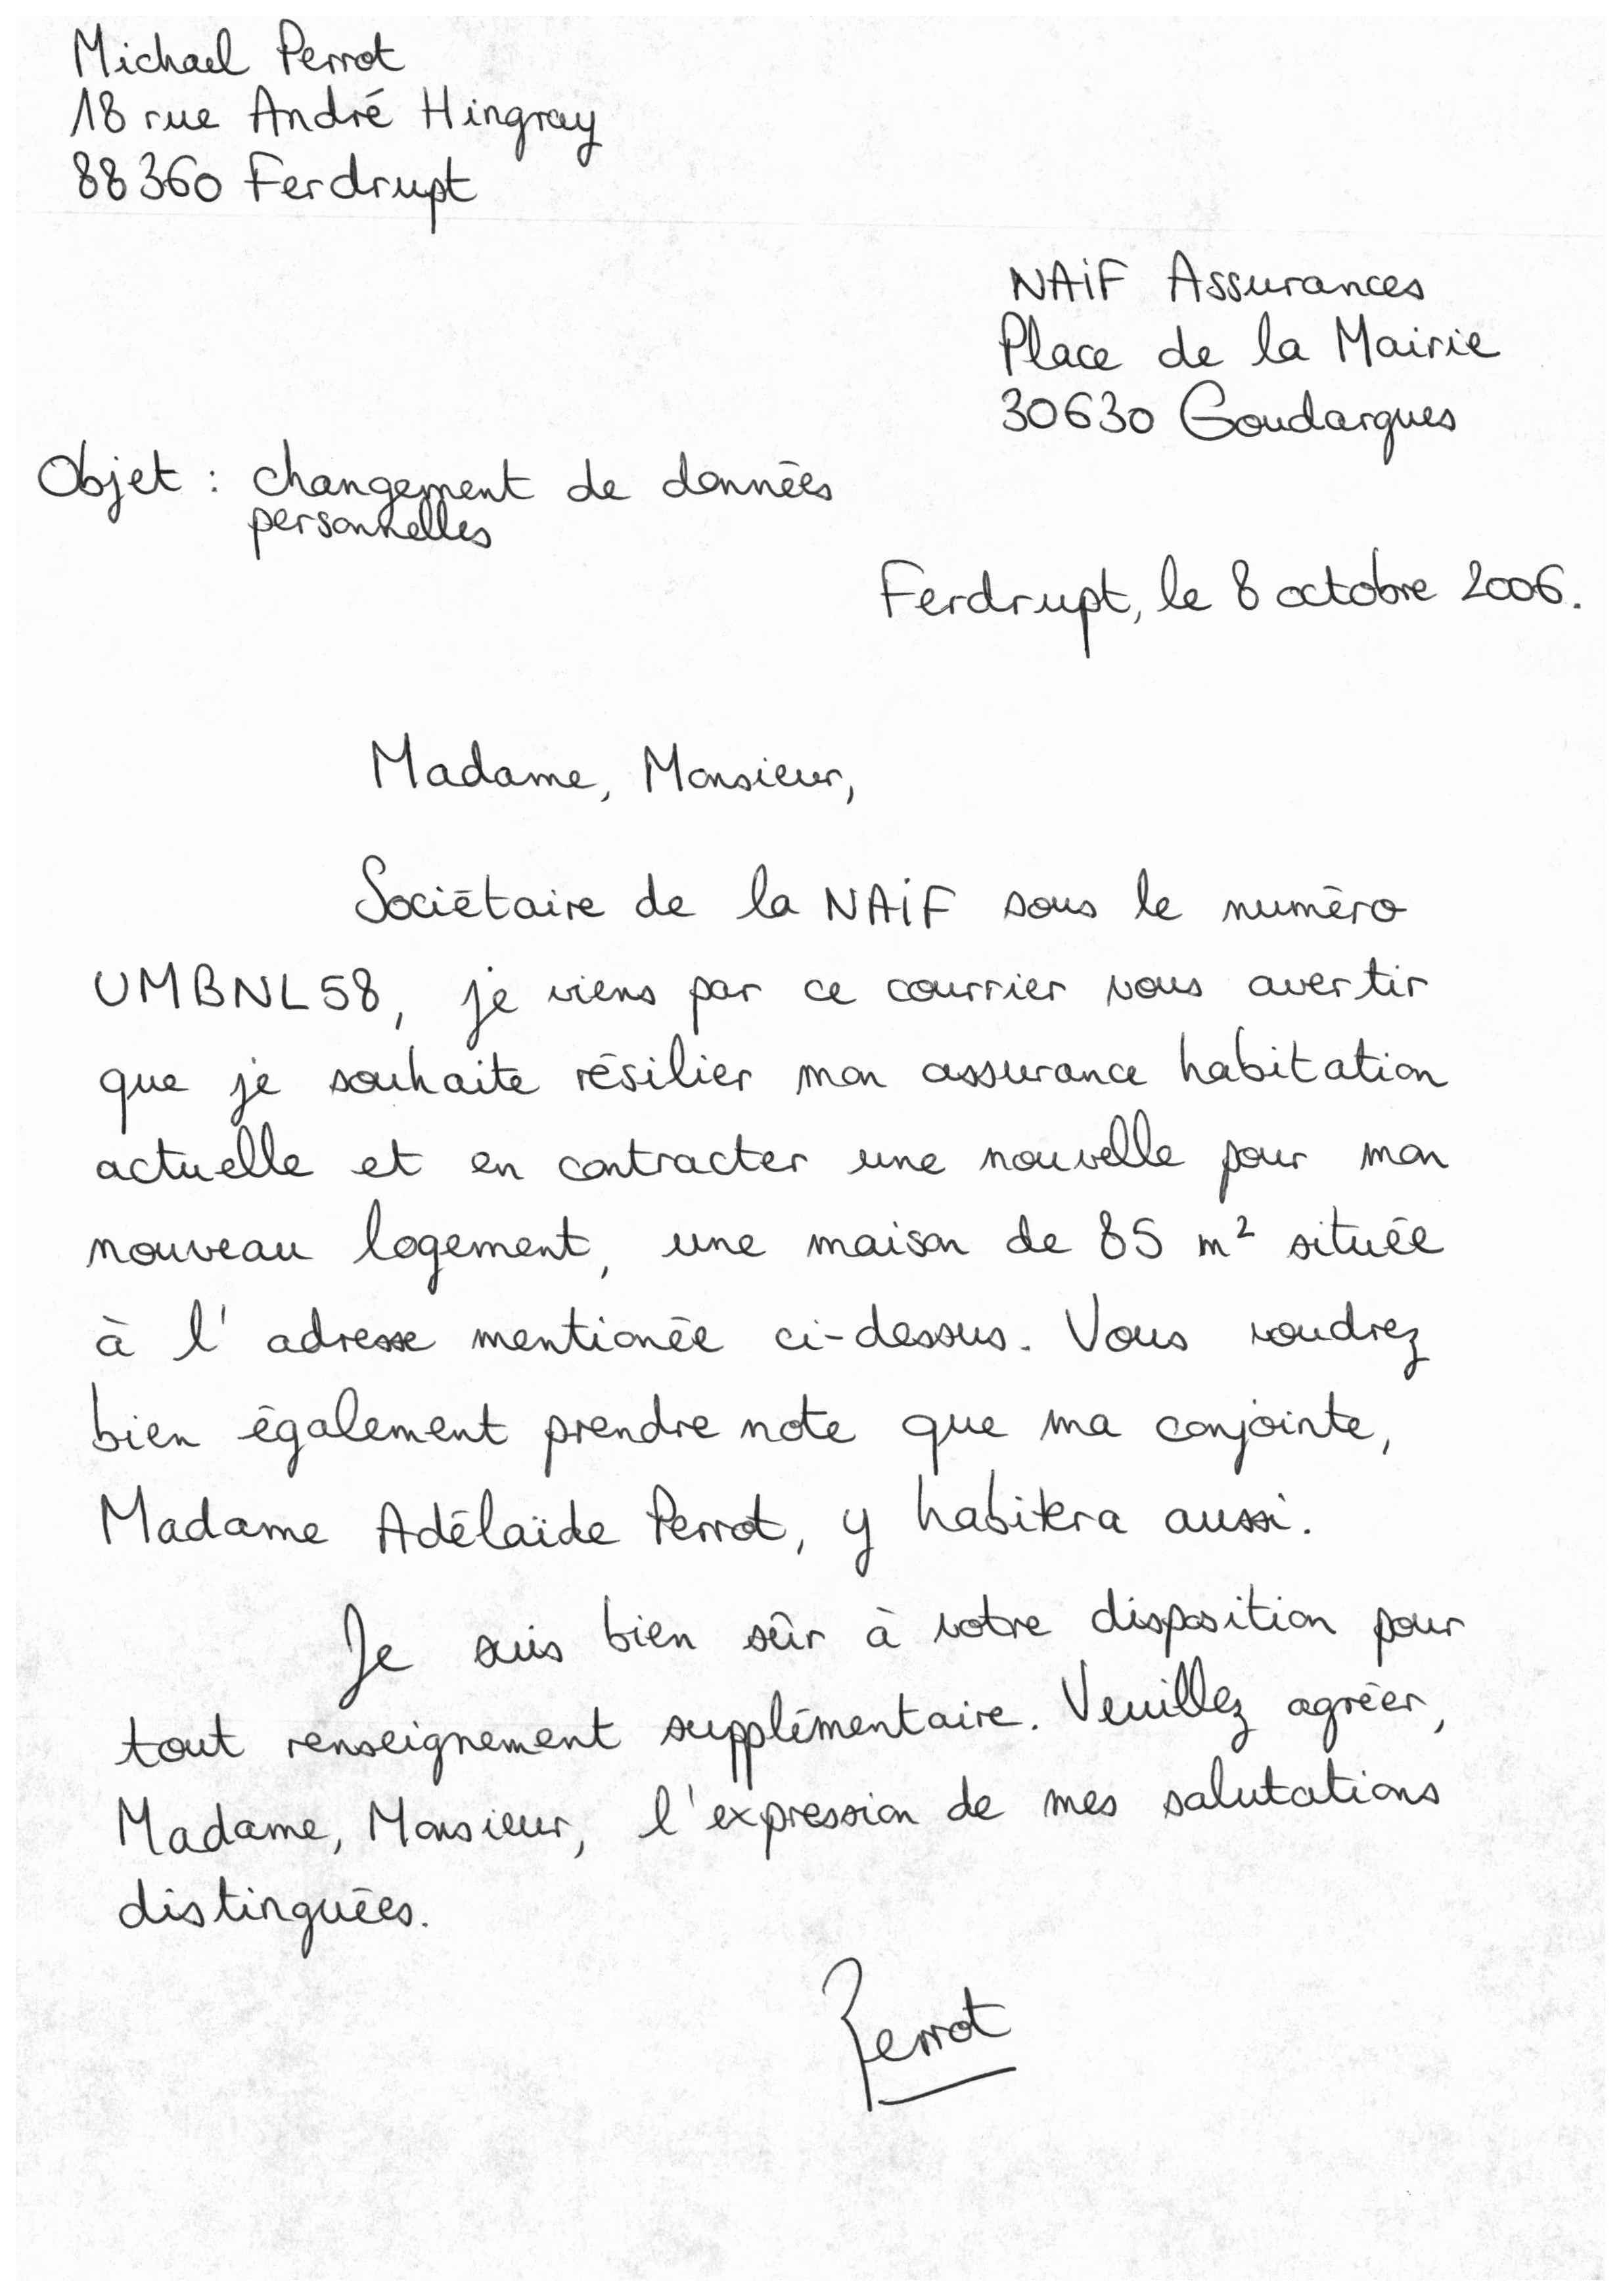 Michael Perrot
18 rue André Hingray
88360 Ferdrupt
NAiF Assurances
Place de la Mairie
30630 Goudargues
Objet : changement de données
personnelles
Ferdrupt, le 8 octobre 2006.
Madame, Monsieur,
Sociétaire de la NAiF sous le numéro
UMBNL58, je viens par ce courrier vous avertir
que je souhaite résilier mon assurance habitation
actuelle et en contracter une nouvelle pour mon
nouveau logement, une maison de 85 m² située
à l' adresse mentionée ci-dessus. Vous voudrez
bien également prendre note que ma conjointe,
Madame Adélaïde Perrot, y habitera aussi.
Je suis bien sûr à votre disposition pour
tout renseignement supplémentaire. Veuillez agréer,
Madame, Monsieur, l'expression de mes salutations
distinguées.
Perrot